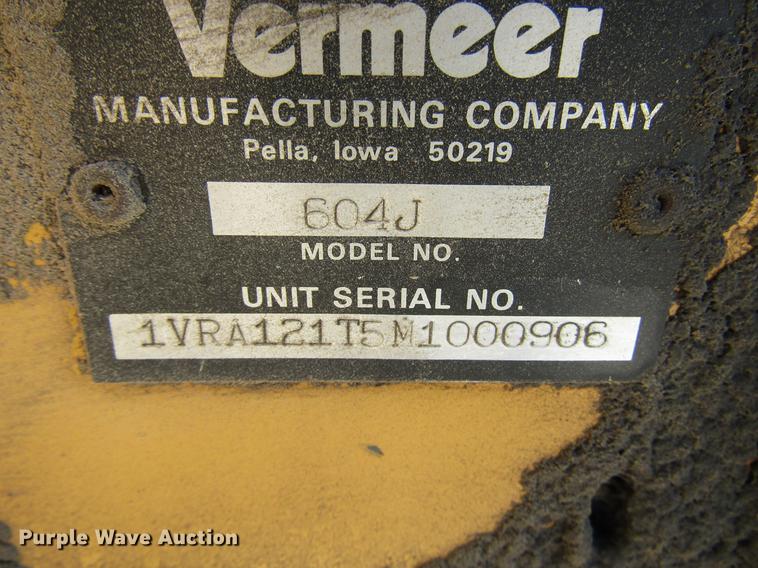 Vermeer
MANUFACTURING COMPANY
Pella, Iowa 50219
604J
MODEL NO.
UNIT SERIAL NO.
1VRA121T5M1000906
Purple Wave Auction